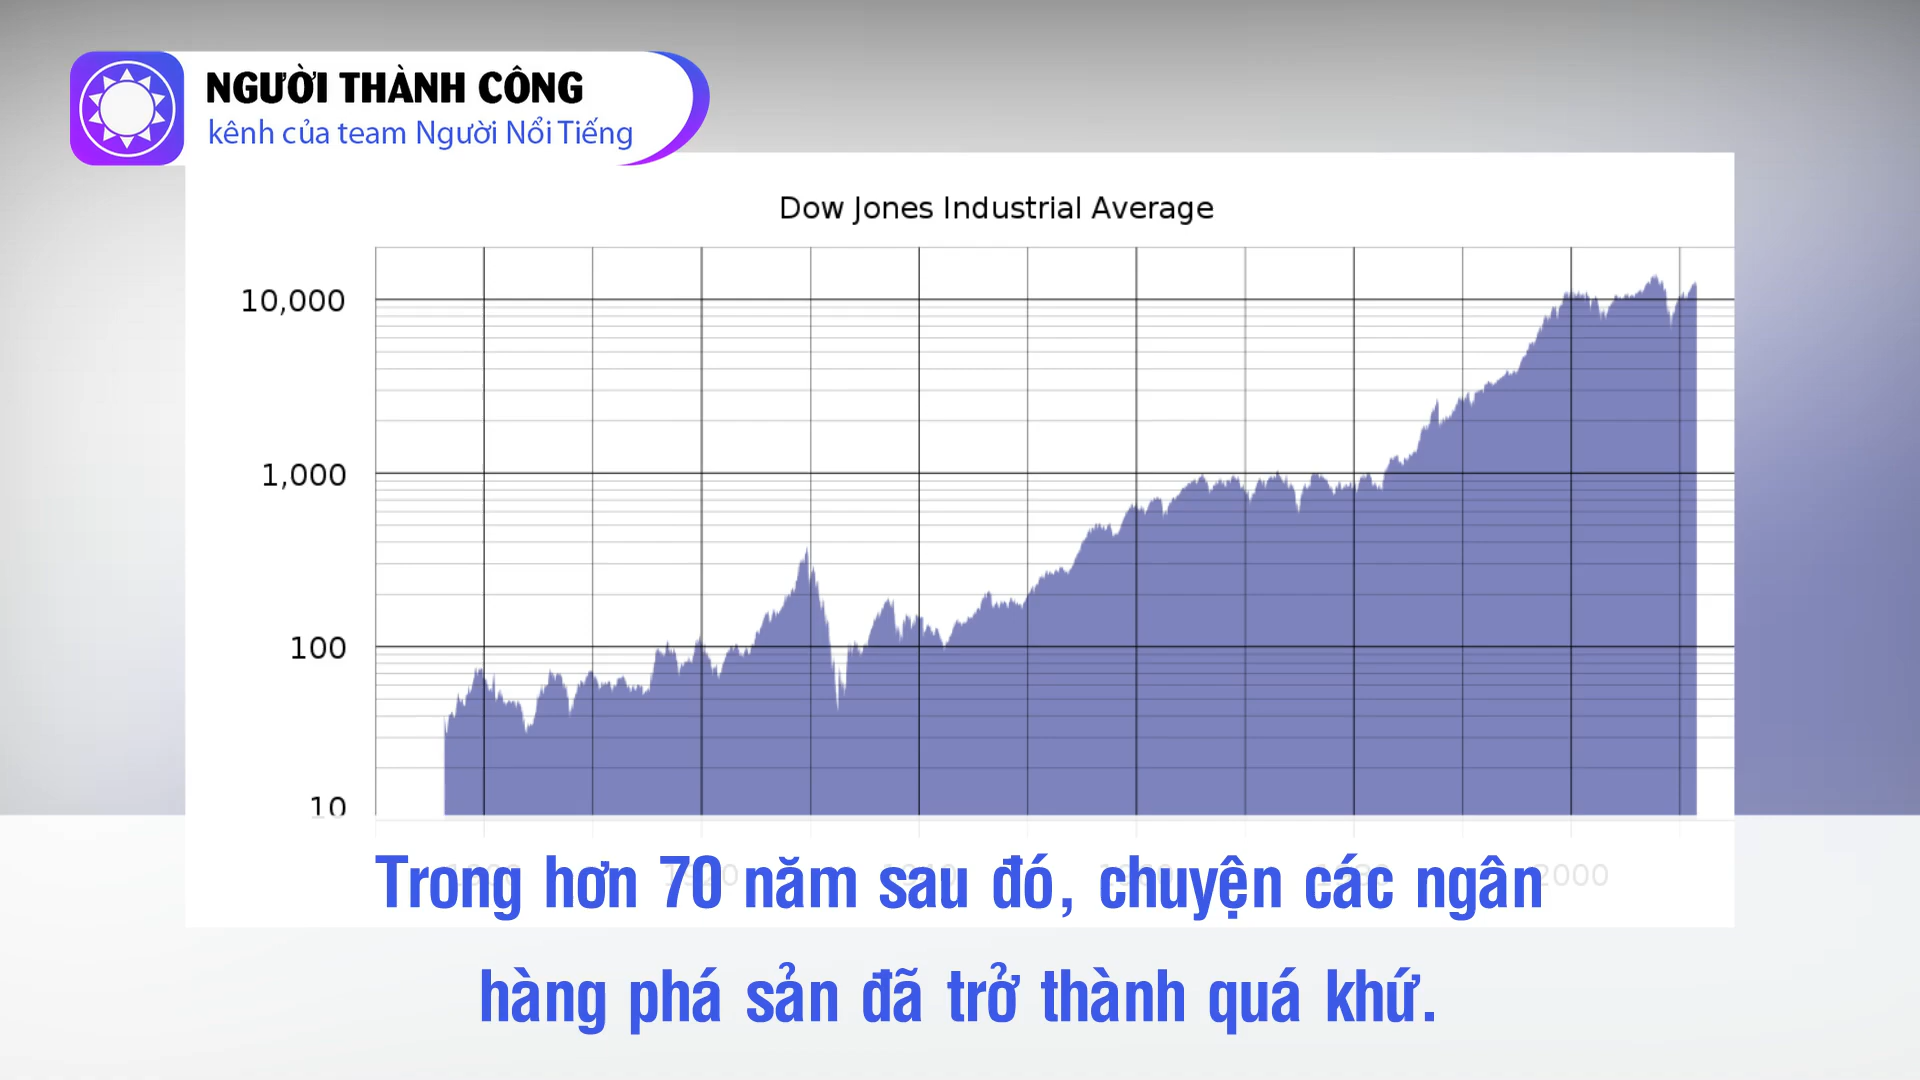 NGƯỜI THÀNH CÔNG
kênh của team Người Nổi Tiếng
Dow Jones Industrial Average
10,000
1,000
100
10
2000
Trong hơn 70 năm sau đó, chuyện các ngân
hàng phá sản đã trở thành quá khứ.